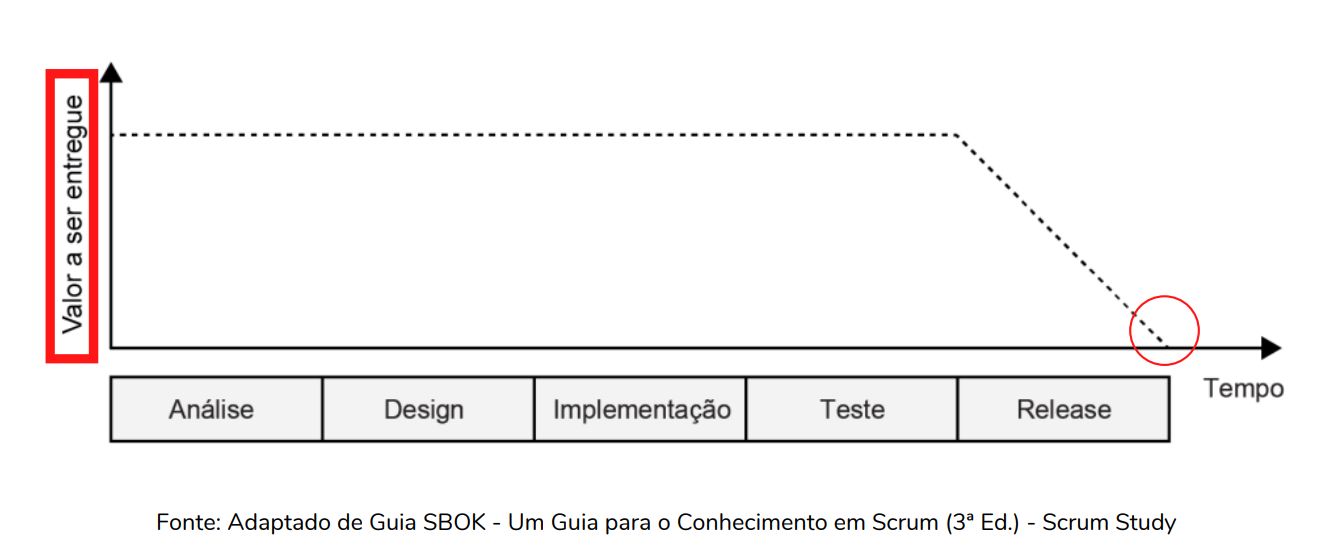 Valor a ser entregue
Tempo
Análise
Design
Implementação
Teste
Release
Fonte: Adaptado de Guia SBOK - Um Guia para o Conhecimento em Scrum (3ª Ed.) - Scrum Study